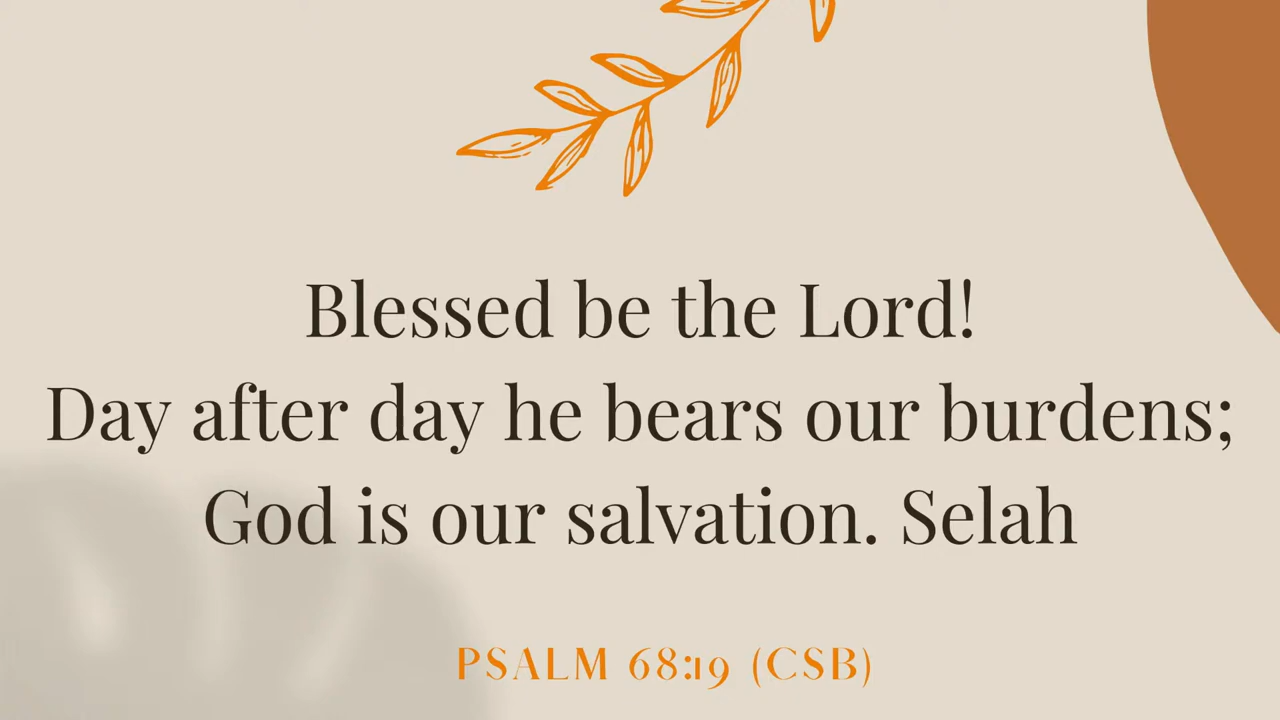 Blessed be the Lord!
Day after day he bears our burdens;
God is our salvation. Selah
PSALM 68:19 (CSB)